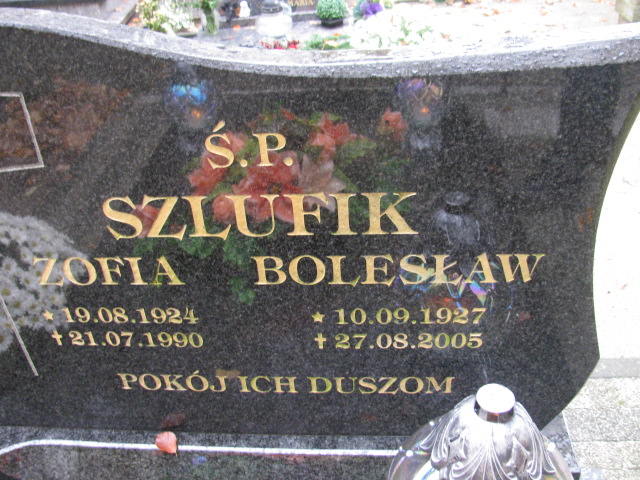 Ś.P.
SZLUFIK
ZOFIA BOLESŁAW
★ 19.08.1924 ★ 10.09.1927
✝ 21.07.1990 ✝ 27.08.2005
POKÓJ ICH DUSZOM